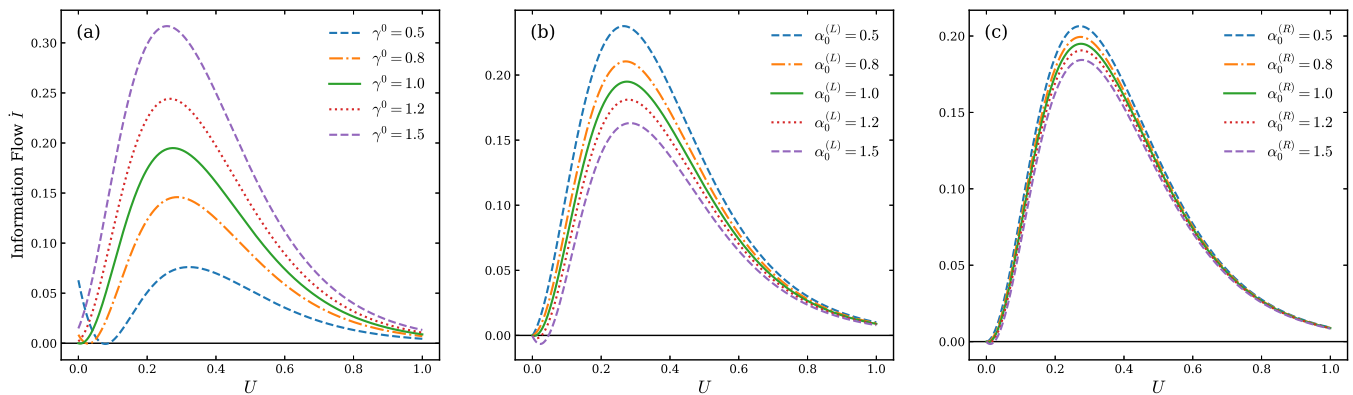 (a)
γ⁰ = 0.5
γ⁰ = 0.8
γ⁰ = 1.0
γ⁰ = 1.2
γ⁰ = 1.5
Information Flow İ
0.30
0.25
0.20
0.15
0.10
0.05
0.00
0.0 0.2 0.4 0.6 0.8 1.0
U
(b)
α₀⁽ᴸ⁾ = 0.5
α₀⁽ᴸ⁾ = 0.8
α₀⁽ᴸ⁾ = 1.0
α₀⁽ᴸ⁾ = 1.2
α₀⁽ᴸ⁾ = 1.5
0.20
0.15
0.10
0.05
0.00
0.0 0.2 0.4 0.6 0.8 1.0
U
(c)
α₀⁽ᴿ⁾ = 0.5
α₀⁽ᴿ⁾ = 0.8
α₀⁽ᴿ⁾ = 1.0
α₀⁽ᴿ⁾ = 1.2
α₀⁽ᴿ⁾ = 1.5
0.20
0.15
0.10
0.05
0.00
0.0 0.2 0.4 0.6 0.8 1.0
U